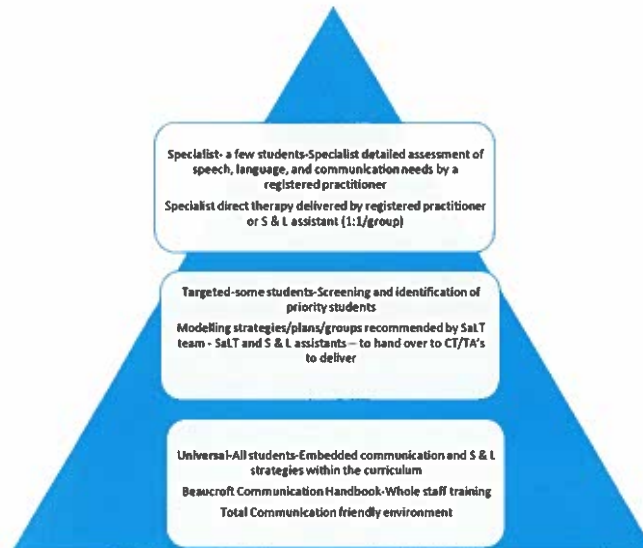 Specialist- a few students-Specialist detailed assessment of
speech, language, and communication needs by a
registered practitioner
Specialist direct therapy delivered by registered practitioner
or S & L assistant (1:1/group)
Targeted-some students-Screening and identification of
priority students
Modelling strategies/plans/groups recommended by SaLT
team - SaLT and S & L assistants – to hand over to CT/TA's
to deliver
Universal-All students-Embedded communication and S & L
strategies within the curriculum
Beaucroft Communication Handbook-Whole staff training
Total Communication friendly environment